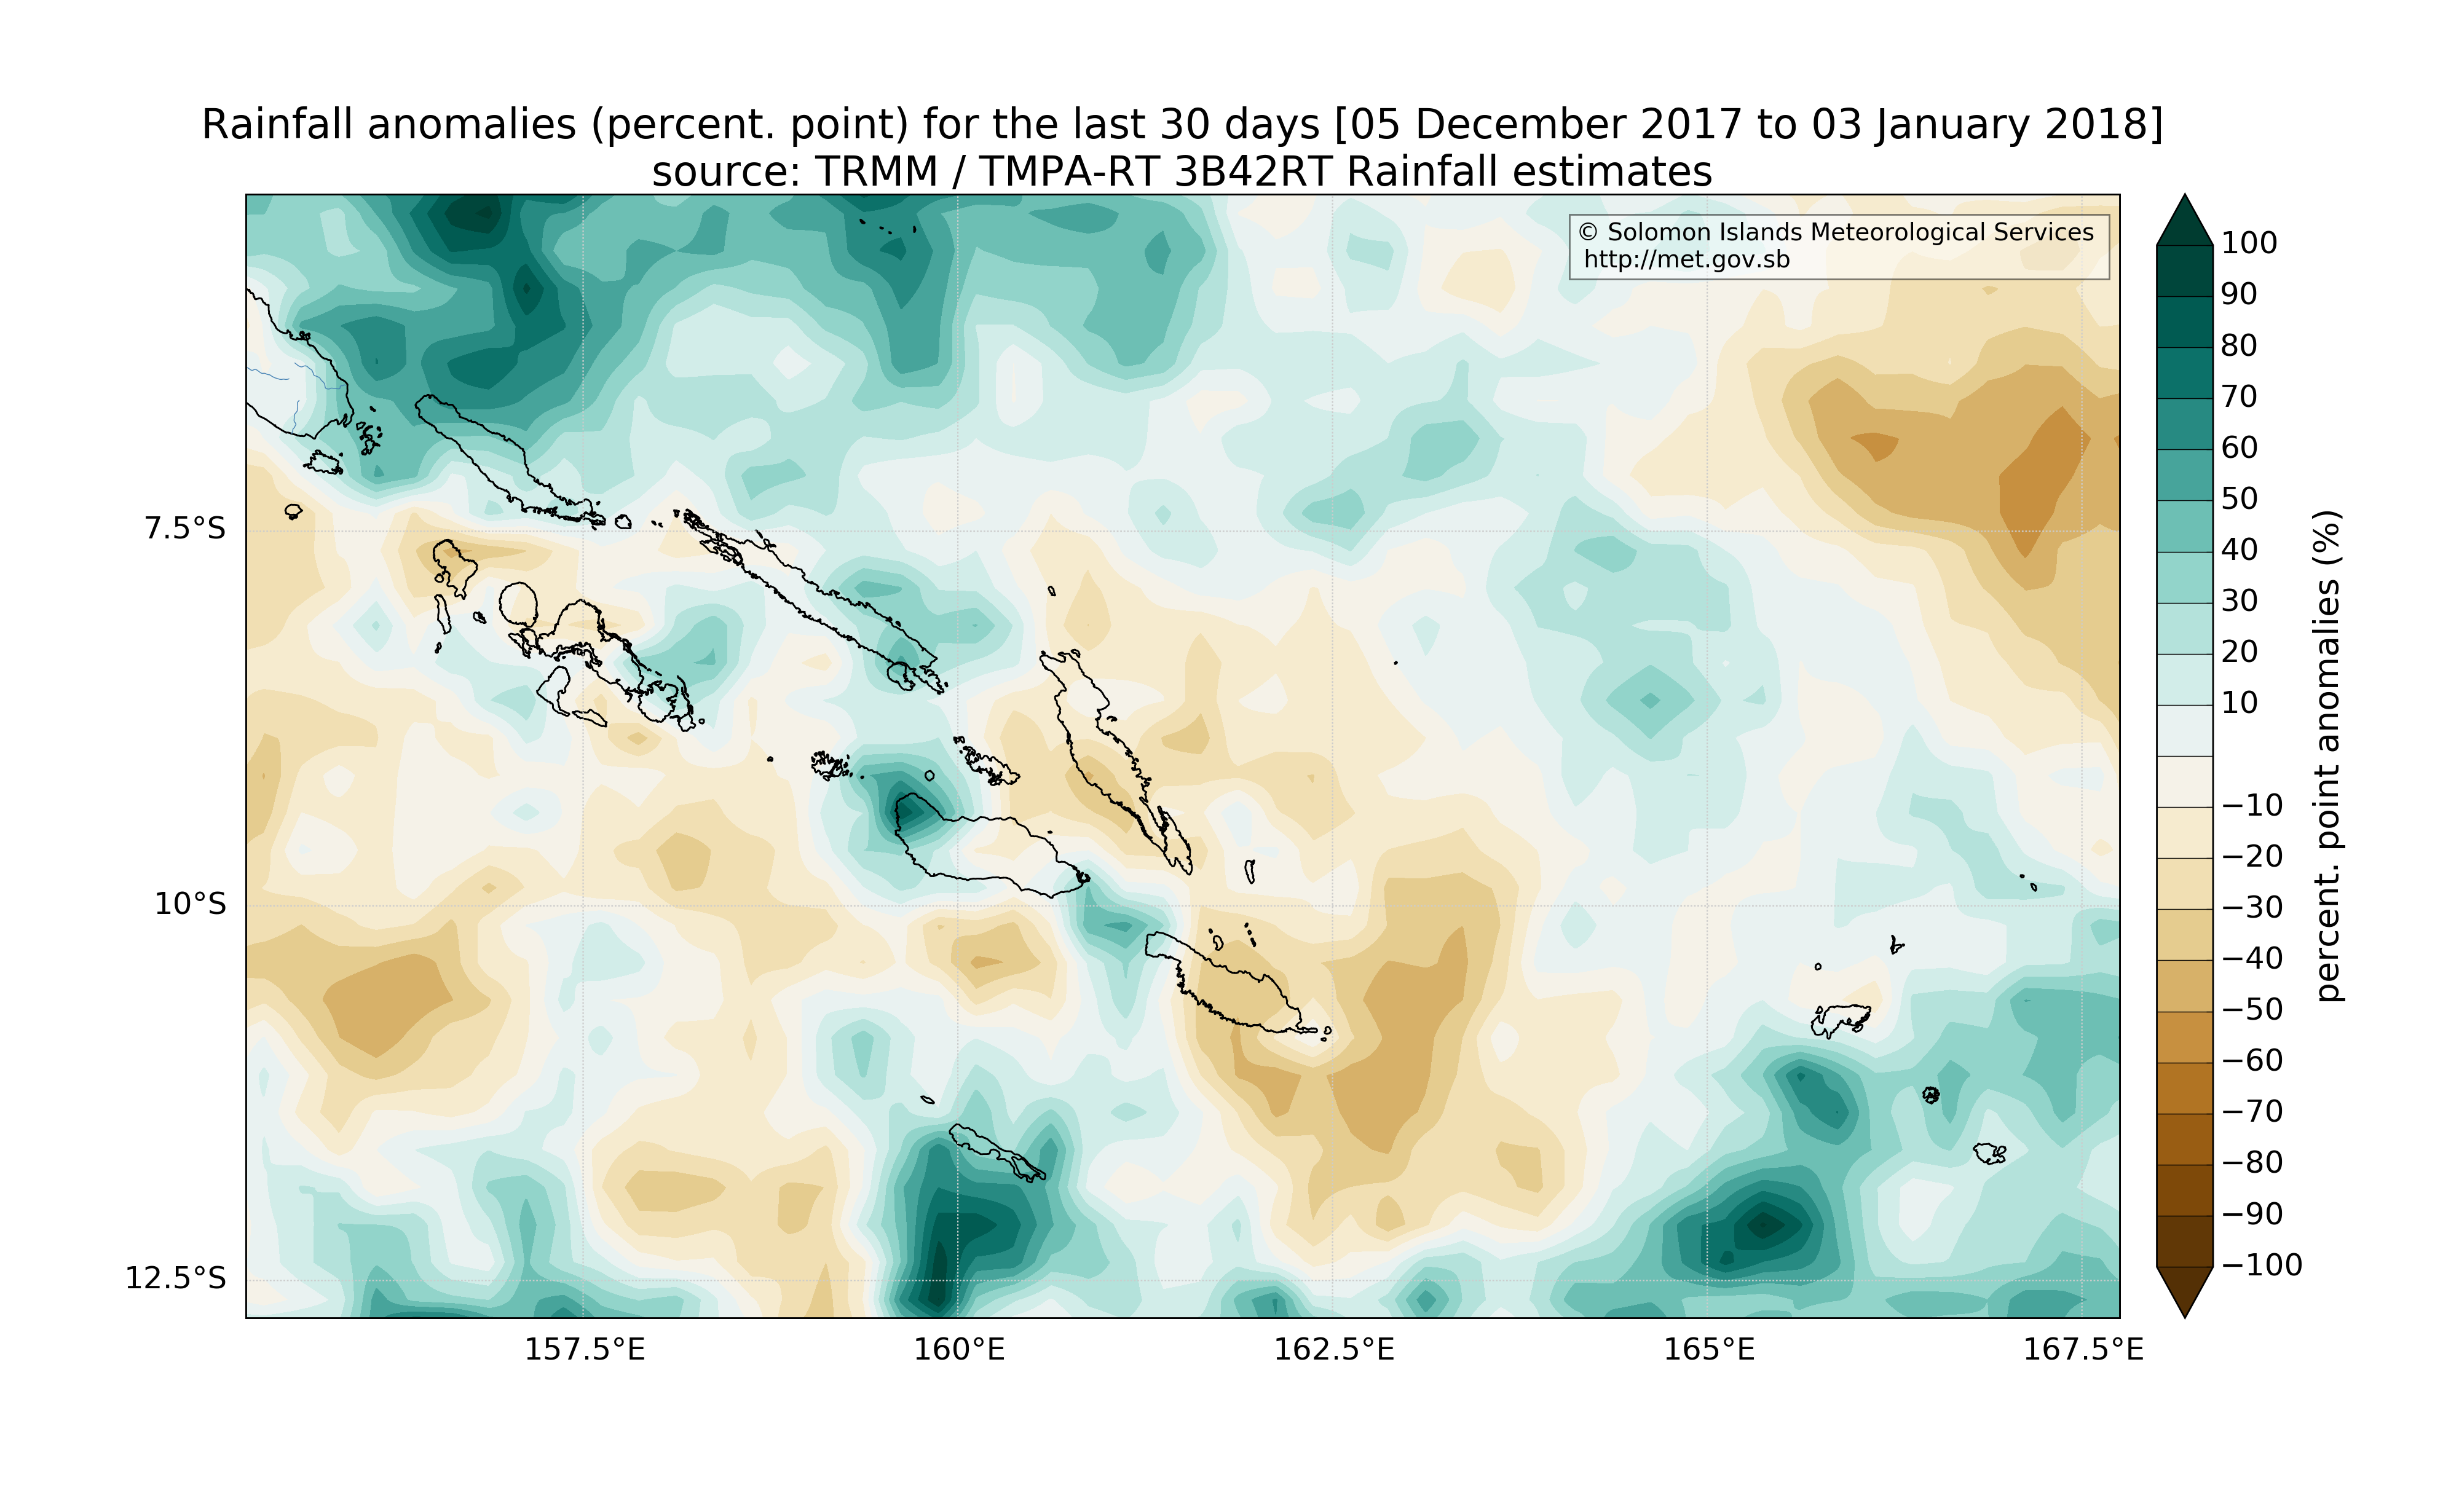 Rainfall anomalies (percent. point) for the last 30 days [05 December 2017 to 03 January 2018]
source: TRMM / TMPA-RT 3B42RT Rainfall estimates
© Solomon Islands Meteorological Services
http://met.gov.sb
7.5°S
10°S
12.5°S
157.5°E
160°E
162.5°E
165°E
167.5°E
100
90
80
70
60
50
40
30
20
10
−10
−20
−30
−40
−50
−60
−70
−80
−90
−100
percent. point anomalies (%)